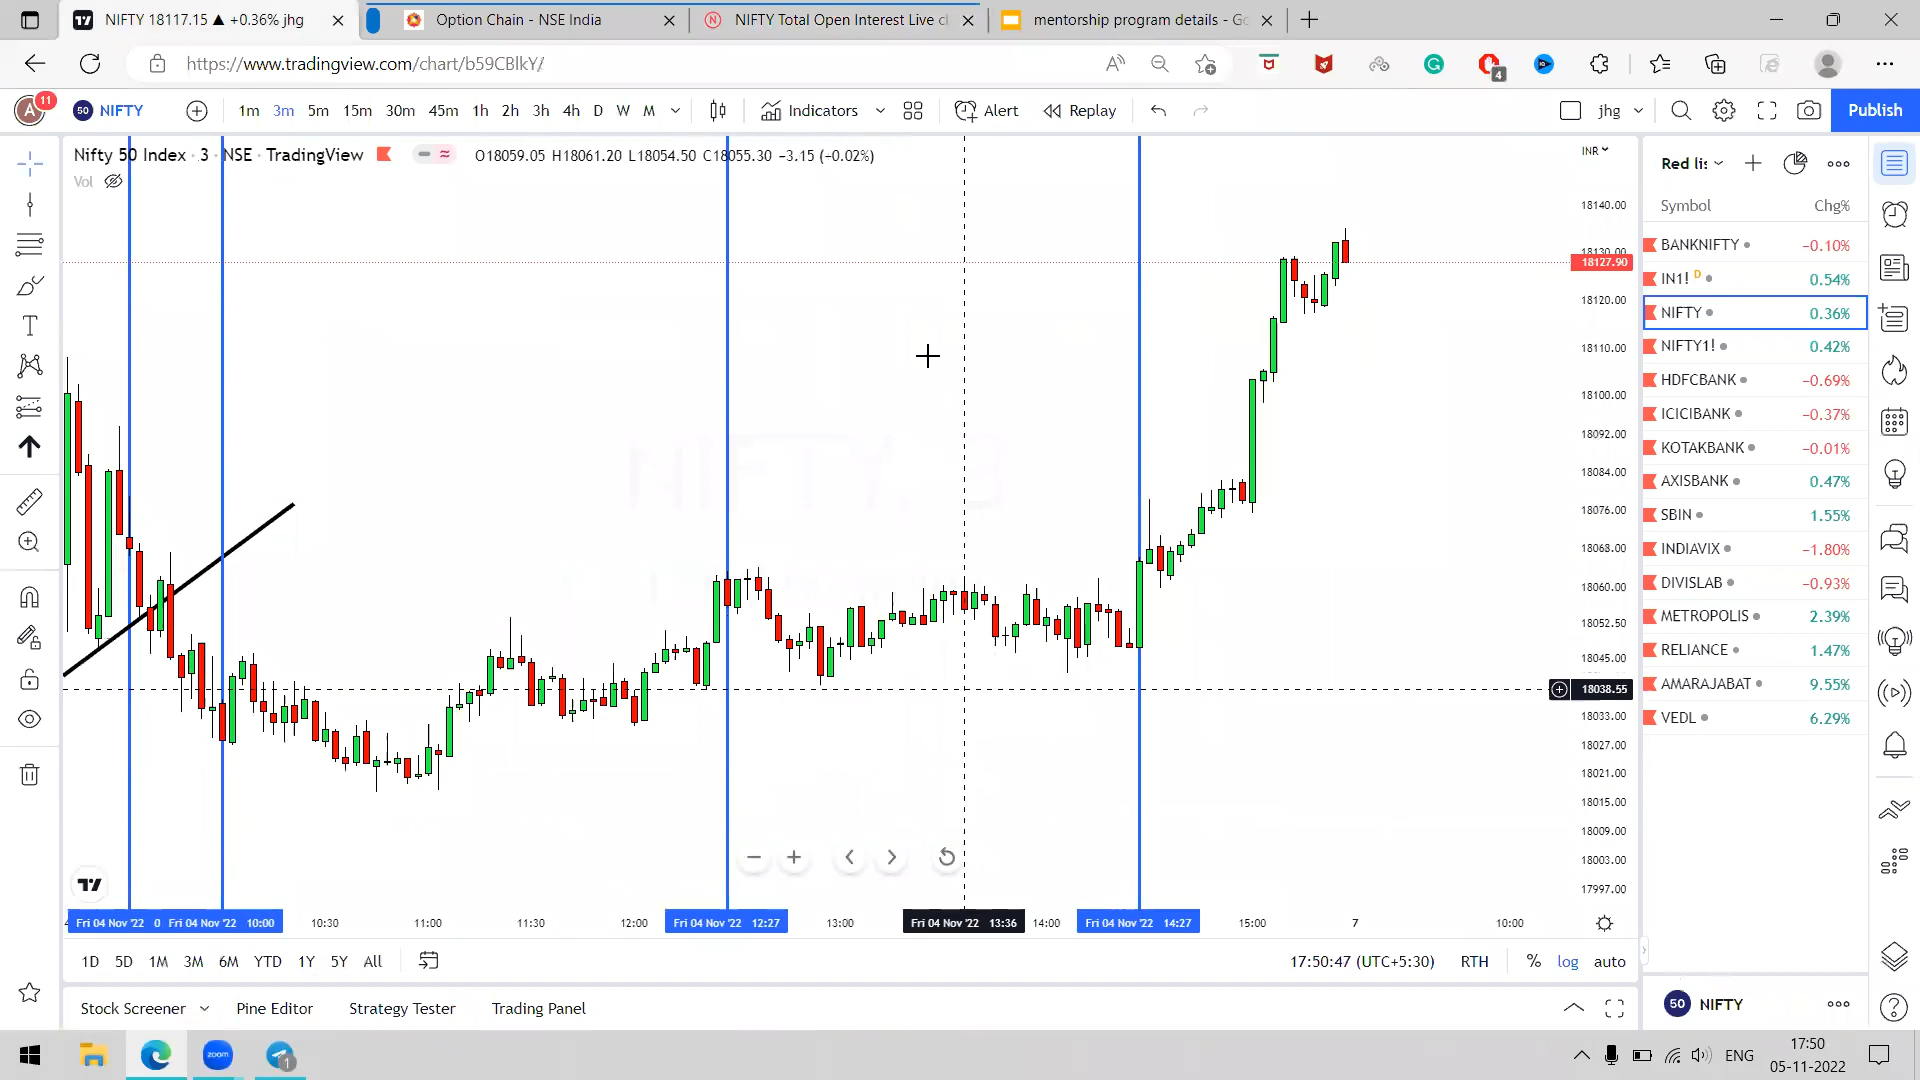 NIFTY 18117.15 ▲ +0.36% jhg
Option Chain - NSE India
NIFTY Total Open Interest Live c
mentorship program details - Go
https://www.tradingview.com/chart/b59CBlkY/
4
A 11
50 NIFTY
1m 3m 5m 15m 30m 45m 1h 2h 3h 4h D W M
Indicators
Alert
Replay
jhg
Publish
Nifty 50 Index · 3 · NSE · TradingView
O18059.05 H18061.20 L18054.50 C18055.30 −3.15 (−0.02%)
Vol
INR
18140.00
18130.00
18127.90
18120.00
18110.00
18100.00
18092.00
18084.00
18076.00
18068.00
18060.00
18052.50
18045.00
18038.55
18033.00
18027.00
18021.00
18015.00
18009.00
18003.00
17997.00
Red lis
Symbol Chg%
BANKNIFTY −0.10%
IN1! D 0.54%
NIFTY 0.36%
NIFTY1! 0.42%
HDFCBANK −0.69%
ICICIBANK −0.37%
KOTAKBANK −0.01%
AXISBANK 0.47%
SBIN 1.55%
INDIAVIX −1.80%
DIVISLAB −0.93%
METROPOLIS 2.39%
RELIANCE 1.47%
AMARAJABAT 9.55%
VEDL 6.29%
Fri 04 Nov '22 0 Fri 04 Nov '22 10:00 10:30 11:00 11:30 12:00 Fri 04 Nov '22 12:27 13:00 Fri 04 Nov '22 13:36 14:00 Fri 04 Nov '22 14:27 15:00 7 10:00
1D 5D 1M 3M 6M YTD 1Y 5Y All
17:50:47 (UTC+5:30) RTH % log auto
Stock Screener Pine Editor Strategy Tester Trading Panel
50 NIFTY
zoom
1
ENG
17:50
05-11-2022